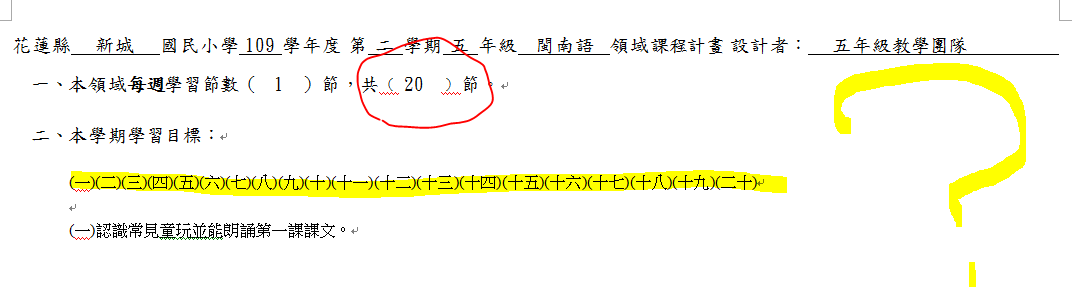 花蓮縣 新城 國民小學 109 學年度 第 二 學期 五 年級 閩南語 領域課程計畫 設計者： 五年級教學團隊
一、本領域每週學習節數（ 1 ）節，共（ 20 ）節。
二、本學期學習目標：
(一)(二)(三)(四)(五)(六)(七)(八)(九)(十)(十一)(十二)(十三)(十四)(十五)(十六)(十七)(十八)(十九)(二十)
(一)認識常見童玩並能朗誦第一課課文。
?